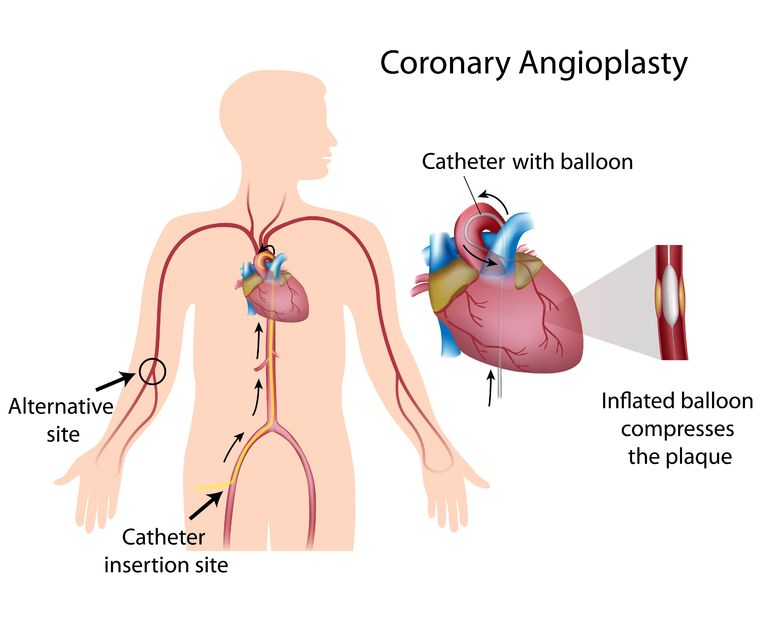 Coronary Angioplasty
Catheter with balloon
Alternative
site
Inflated balloon
compresses
the plaque
Catheter
insertion site